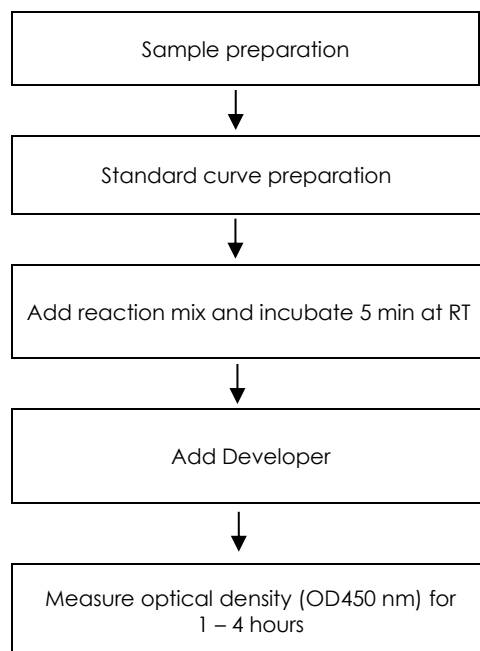 Sample preparation
Standard curve preparation
Add reaction mix and incubate 5 min at RT
Add Developer
Measure optical density (OD450 nm) for
1 – 4 hours